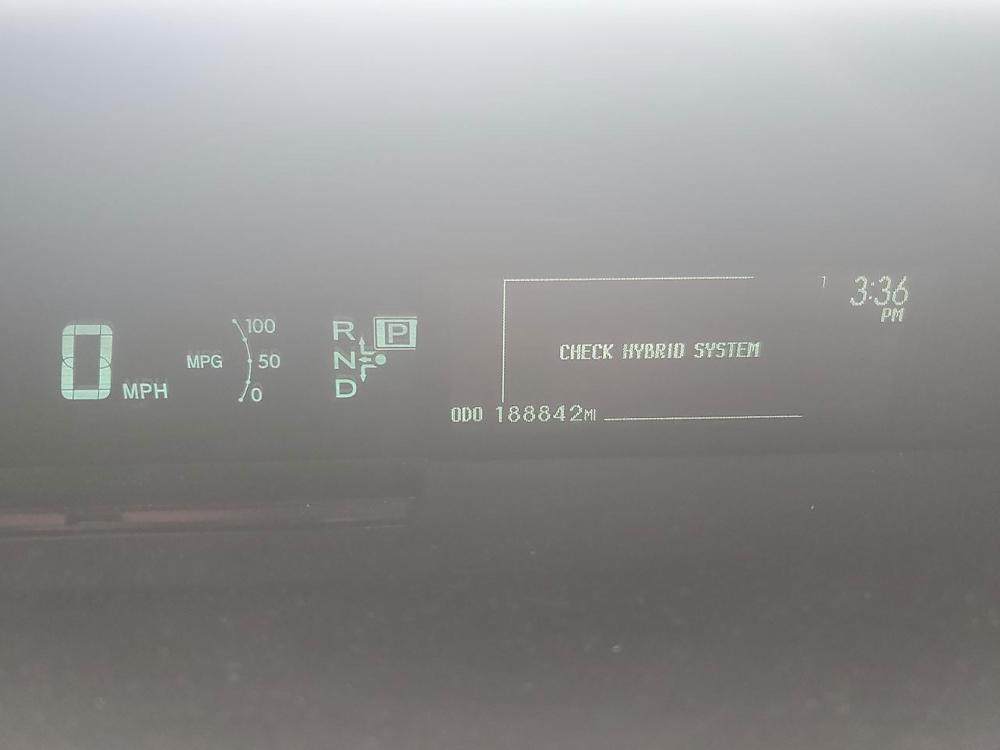 0 MPH
MPG 100 50 0
R P
N
D
3:36
PM
CHECK HYBRID SYSTEM
ODO 188842MI